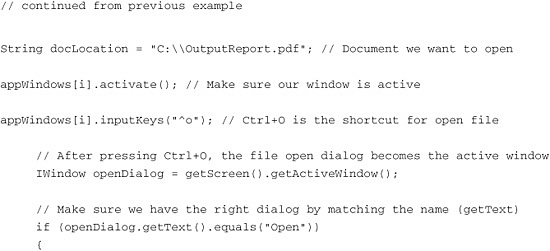 // continued from previous example
String docLocation = "C:\\OutputReport.pdf"; // Document we want to open
appWindows[i].activate(); // Make sure our window is active
appWindows[i].inputKeys("^o"); // Ctrl+O is the shortcut for open file
// After pressing Ctrl+O, the file open dialog becomes the active window
IWindow openDialog = getScreen().getActiveWindow();
// Make sure we have the right dialog by matching the name (getText)
if (openDialog.getText().equals("Open"))
{